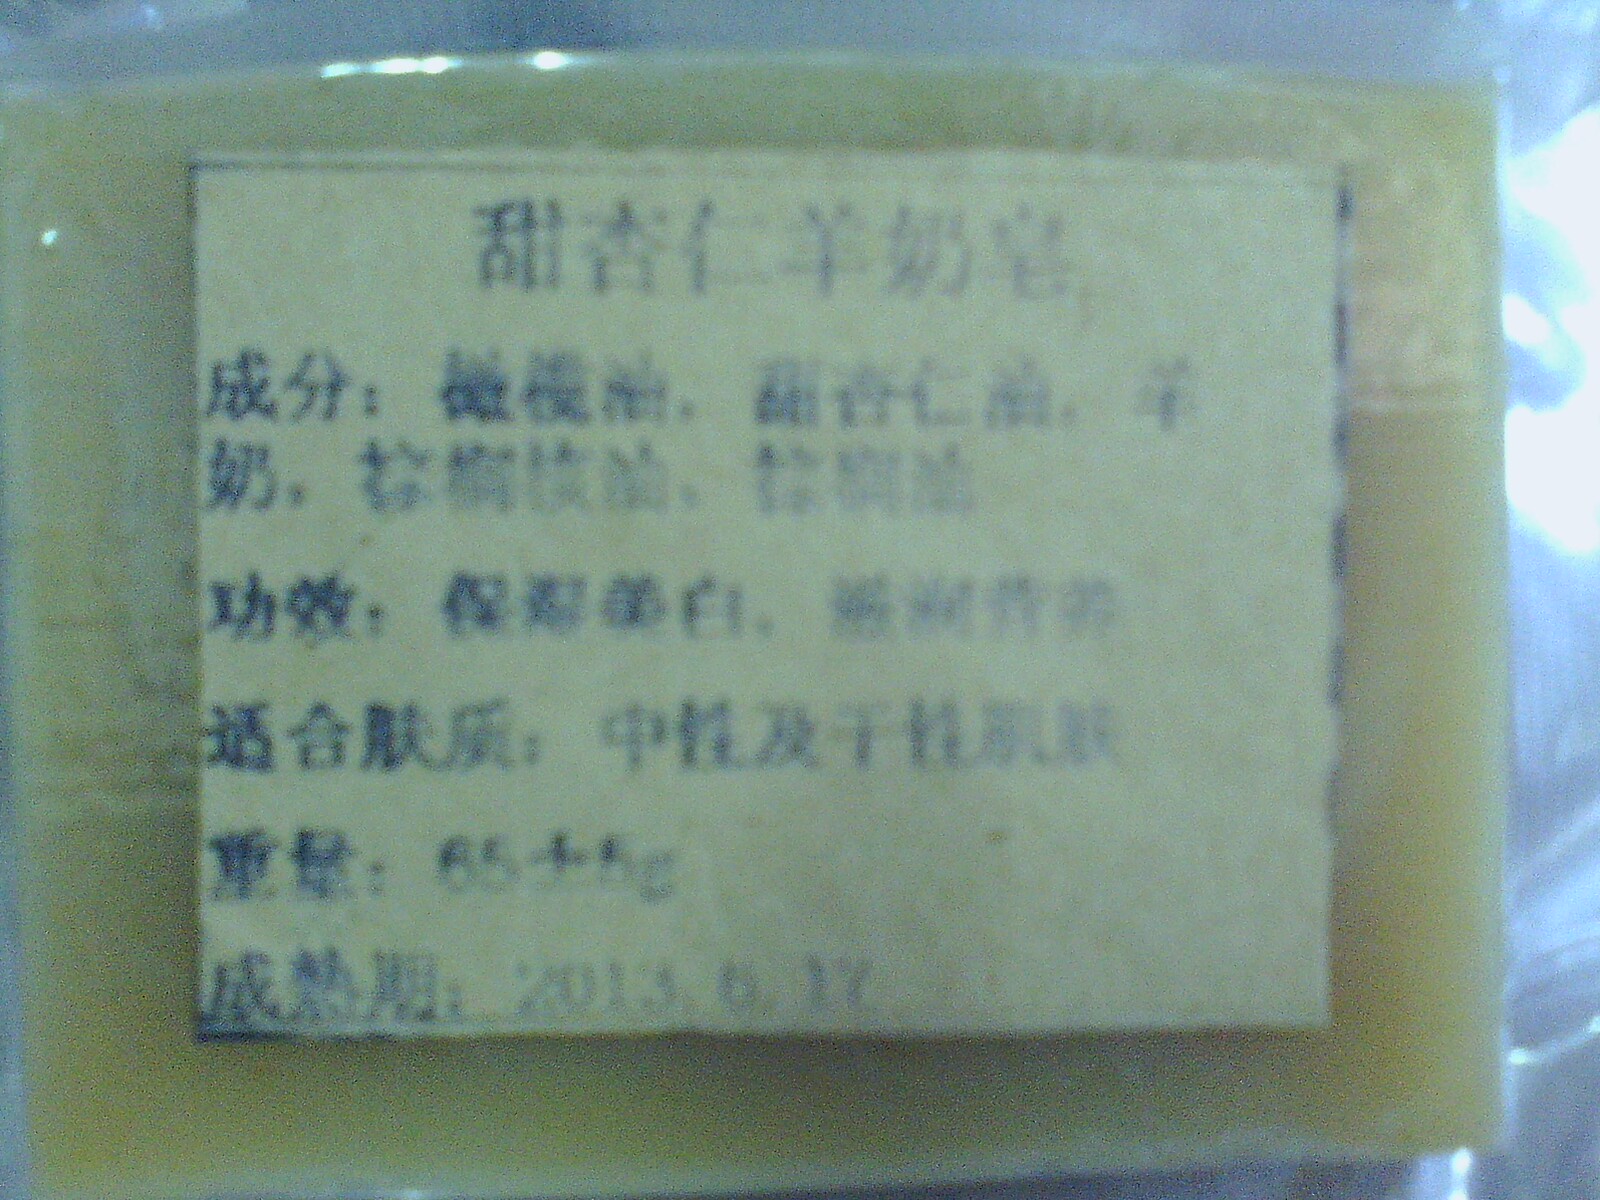 甜杏仁羊奶皂
成分：橄榄油、甜杏仁油、羊
奶、棕榈核油、棕榈油
功效：保湿美白、滋润营养
适合肤质：中性及干性肌肤
重量：65±5g
成熟期：2013.6.17